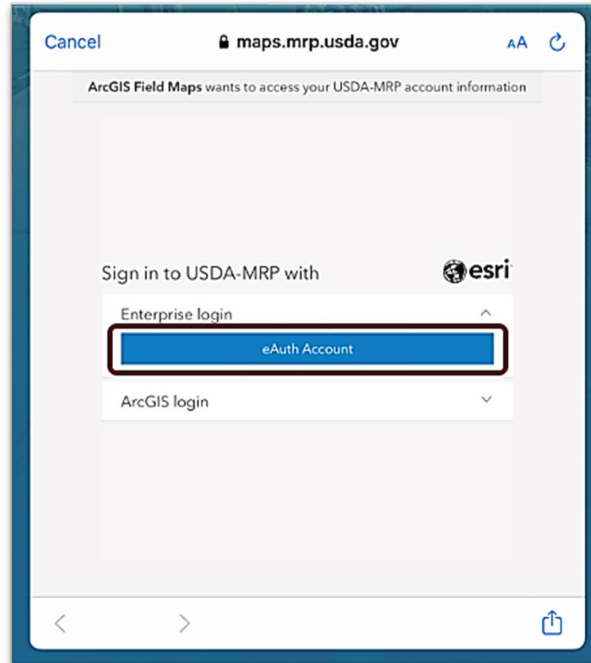 Cancel maps.mrp.usda.gov AA
ArcGIS Field Maps wants to access your USDA-MRP account information
Sign in to USDA-MRP with esri
Enterprise login
eAuth Account
ArcGIS login